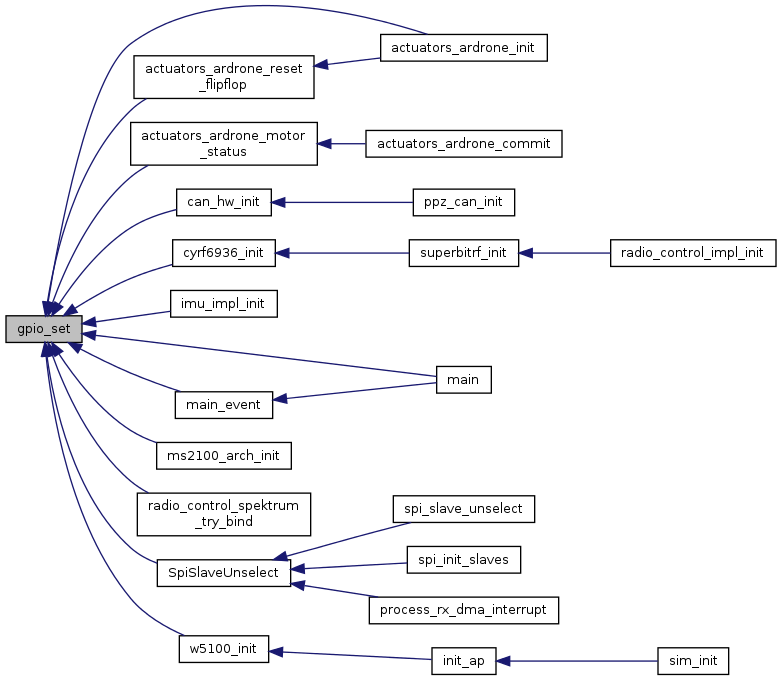 actuators_ardrone_init
actuators_ardrone_reset
_flipflop
actuators_ardrone_motor
_status
actuators_ardrone_commit
can_hw_init
ppz_can_init
cyrf6936_init
superbitrf_init
radio_control_impl_init
imu_impl_init
gpio_set
main
main_event
ms2100_arch_init
radio_control_spektrum
_try_bind
spi_slave_unselect
SpiSlaveUnselect
spi_init_slaves
process_rx_dma_interrupt
w5100_init
init_ap
sim_init